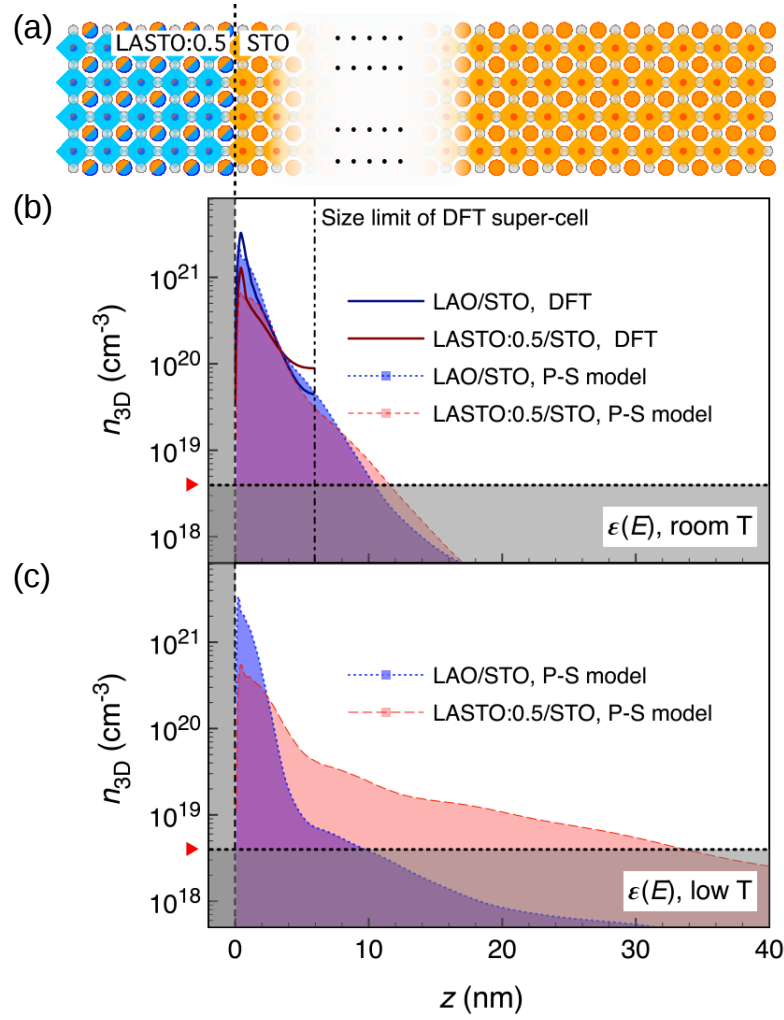 (a)
LASTO:0.5 STO
(b)
Size limit of DFT super-cell
10²¹
LAO/STO, DFT
LASTO:0.5/STO, DFT
10²⁰
LAO/STO, P-S model
LASTO:0.5/STO, P-S model
n₃D (cm⁻³)
10¹⁹
10¹⁸
ε(E), room T
(c)
10²¹
LAO/STO, P-S model
LASTO:0.5/STO, P-S model
10²⁰
n₃D (cm⁻³)
10¹⁹
10¹⁸
ε(E), low T
0 10 20 30 40
z (nm)